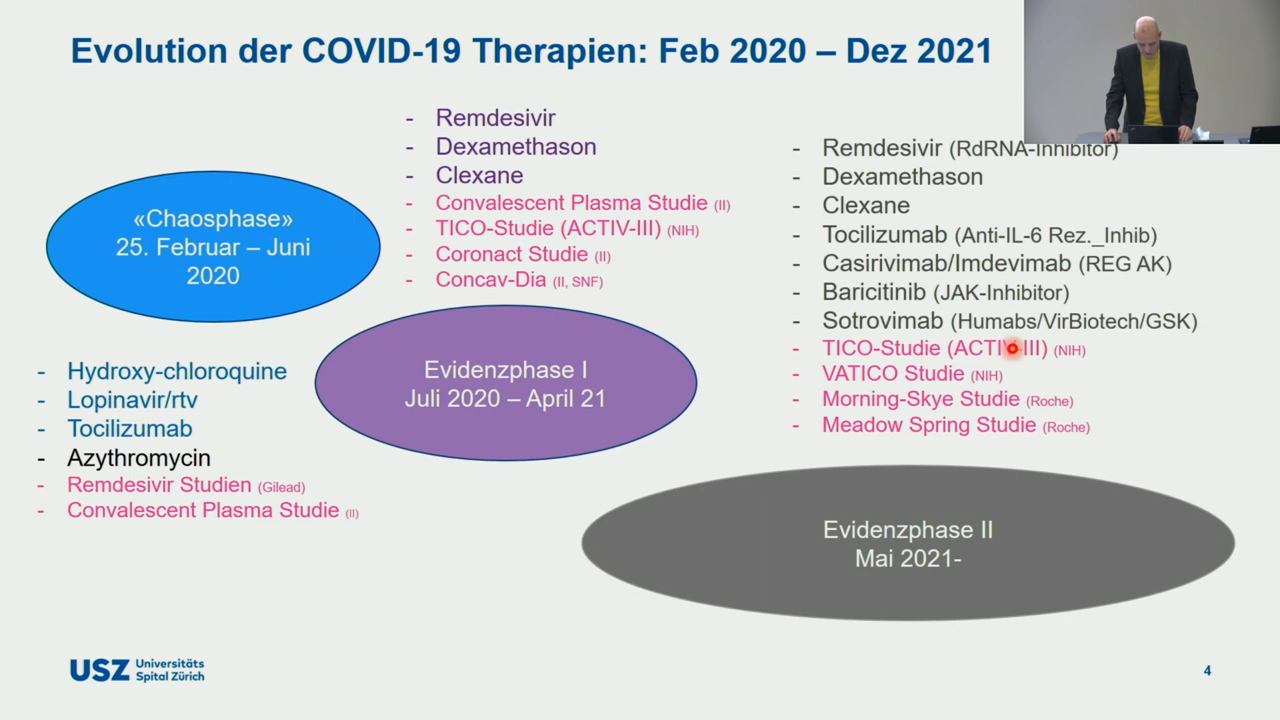 Evolution der COVID-19 Therapien: Feb 2020 – Dez 2021
«Chaosphase»
25. Februar – Juni
2020
- Hydroxy-chloroquine
- Lopinavir/rtv
- Tocilizumab
- Azythromycin
- Remdesivir Studien (Gilead)
- Convalescent Plasma Studie (II)
- Remdesivir
- Dexamethason
- Clexane
- Convalescent Plasma Studie (II)
- TICO-Studie (ACTIV-III) (NIH)
- Coronact Studie (II)
- Concav-Dia (II, SNF)
Evidenzphase I
Juli 2020 – April 21
- Remdesivir (RdRNA-Inhibitor)
- Dexamethason
- Clexane
- Tocilizumab (Anti-IL-6 Rez._Inhib)
- Casirivimab/Imdevimab (REG AK)
- Baricitinib (JAK-Inhibitor)
- Sotrovimab (Humabs/VirBiotech/GSK)
- TICO-Studie (ACTIV-III) (NIH)
- VATICO Studie (NIH)
- Morning-Skye Studie (Roche)
- Meadow Spring Studie (Roche)
Evidenzphase II
Mai 2021-
USZ Universitäts
Spital Zürich
4